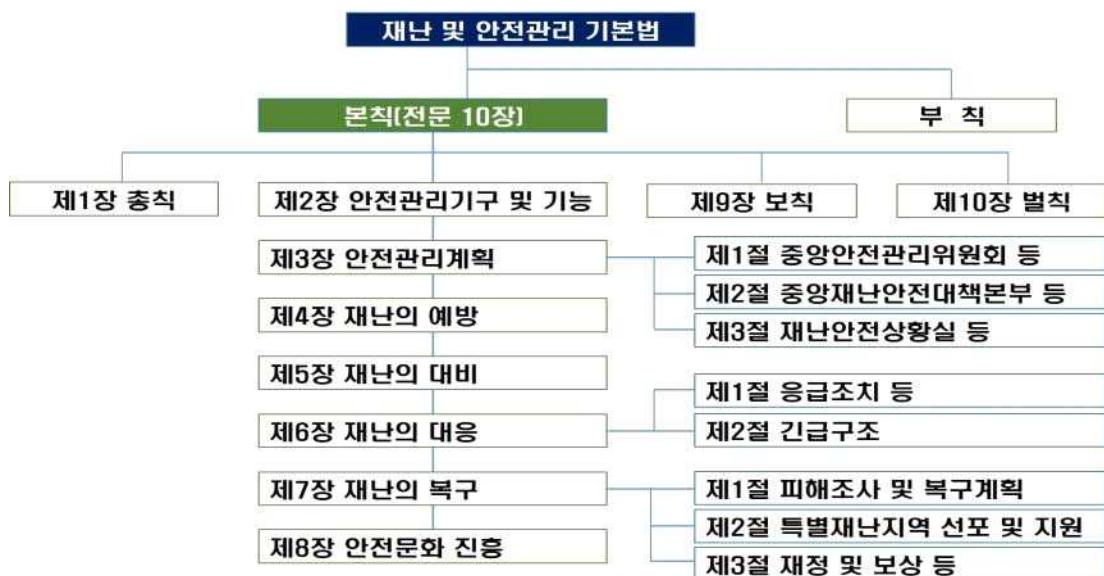 재난 및 안전관리 기본법
본칙(전문 10장)
부 칙
제1장 총칙
제2장 안전관리기구 및 기능
제9장 보칙
제10장 벌칙
제3장 안전관리계획
제1절 중앙안전관리위원회 등
제2절 중앙재난안전대책본부 등
제3절 재난안전상황실 등
제4장 재난의 예방
제5장 재난의 대비
제6장 재난의 대응
제1절 응급조치 등
제2절 긴급구조
제7장 재난의 복구
제1절 피해조사 및 복구계획
제2절 특별재난지역 선포 및 지원
제3절 재정 및 보상 등
제8장 안전문화 진흥